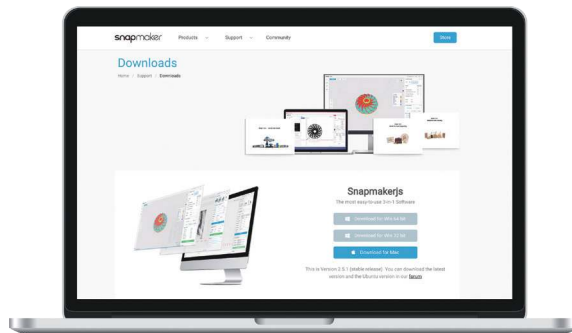 snapmaker
Products Support Community
Store
Downloads
Home / Support / Downloads
Snapmakerjs
The most easy-to-use 3-in-1 Software
Download for Win 64 bit
Download for Win 32 bit
Download for Mac
This is Version 2.5.1 (stable release). You can download the latest
version and the Ubuntu version in our forum.